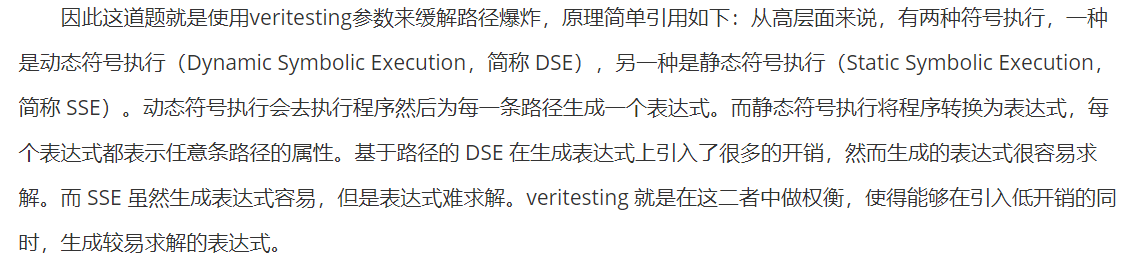 因此这道题就是使用veritesting参数来缓解路径爆炸，原理简单引用如下：从高层面来说，有两种符号执行，一种
是动态符号执行（Dynamic Symbolic Execution，简称 DSE），另一种是静态符号执行（Static Symbolic Execution，
简称 SSE）。动态符号执行会去执行程序然后为每一条路径生成一个表达式。而静态符号执行将程序转换为表达式，每
个表达式都表示任意条路径的属性。基于路径的 DSE 在生成表达式上引入了很多的开销，然而生成的表达式很容易求
解。而 SSE 虽然生成表达式容易，但是表达式难求解。veritesting 就是在这二者中做权衡，使得能够在引入低开销的同
时，生成较易求解的表达式。